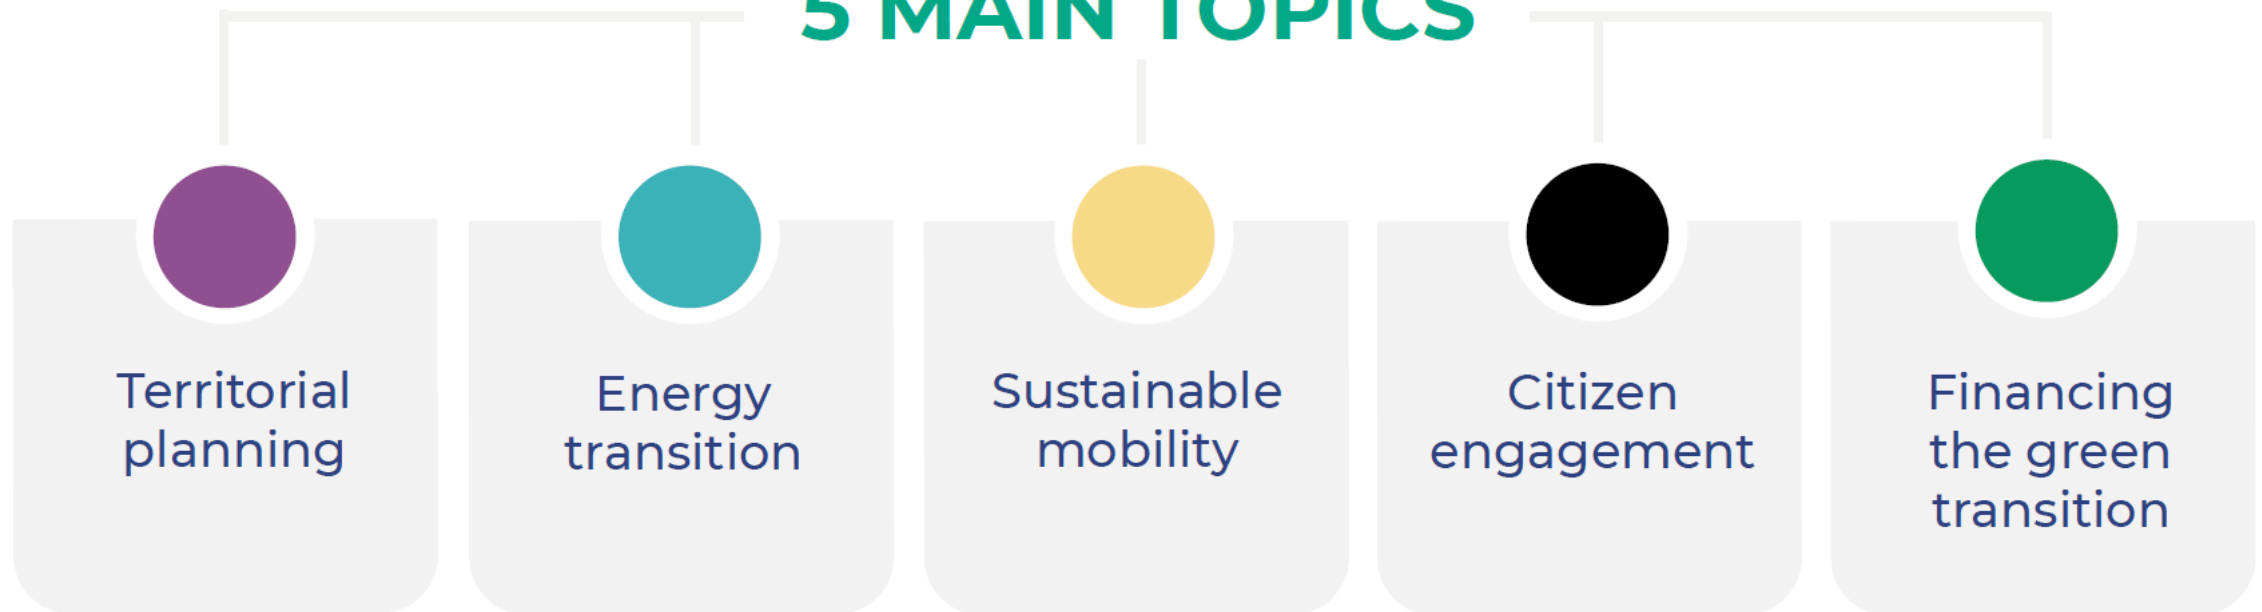 5 MAIN TOPICS
Territorial
planning
Energy
transition
Sustainable
mobility
Citizen
engagement
Financing
the green
transition